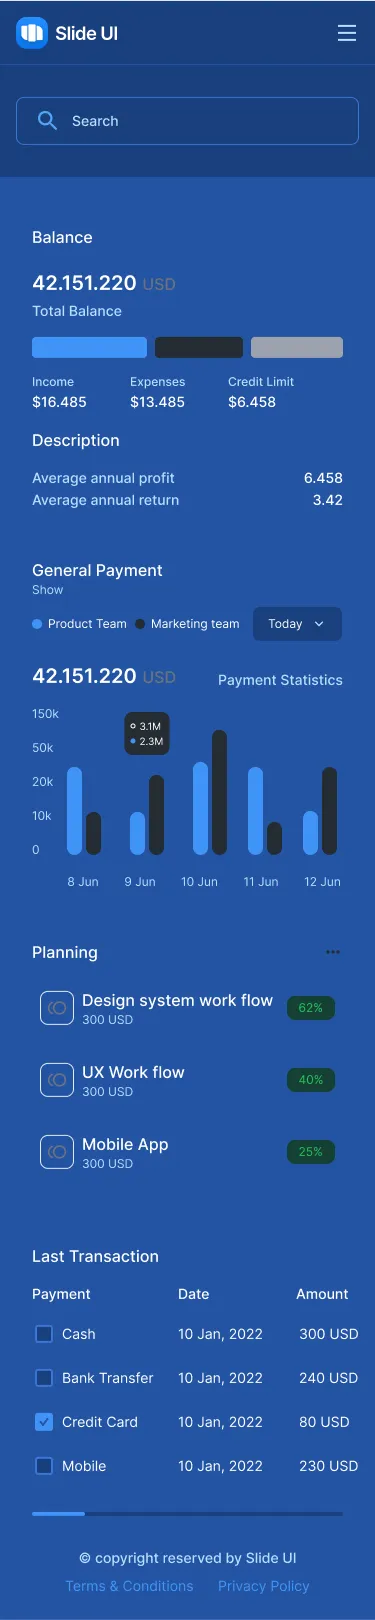 Slide UI
Search
Balance
42.151.220 USD
Total Balance
Income Expenses Credit Limit
$16.485 $13.485 $6.458
Description
Average annual profit 6.458
Average annual return 3.42
General Payment
Show
Product Team Marketing team Today
42.151.220 USD Payment Statistics
150k
50k
20k
10k
0
3.1M
2.3M
8 Jun 9 Jun 10 Jun 11 Jun 12 Jun
Planning
Design system work flow 62%
300 USD
UX Work flow 40%
300 USD
Mobile App 25%
300 USD
Last Transaction
Payment Date Amount
Cash 10 Jan, 2022 300 USD
Bank Transfer 10 Jan, 2022 240 USD
Credit Card 10 Jan, 2022 80 USD
Mobile 10 Jan, 2022 230 USD
© copyright reserved by Slide UI
Terms & Conditions Privacy Policy